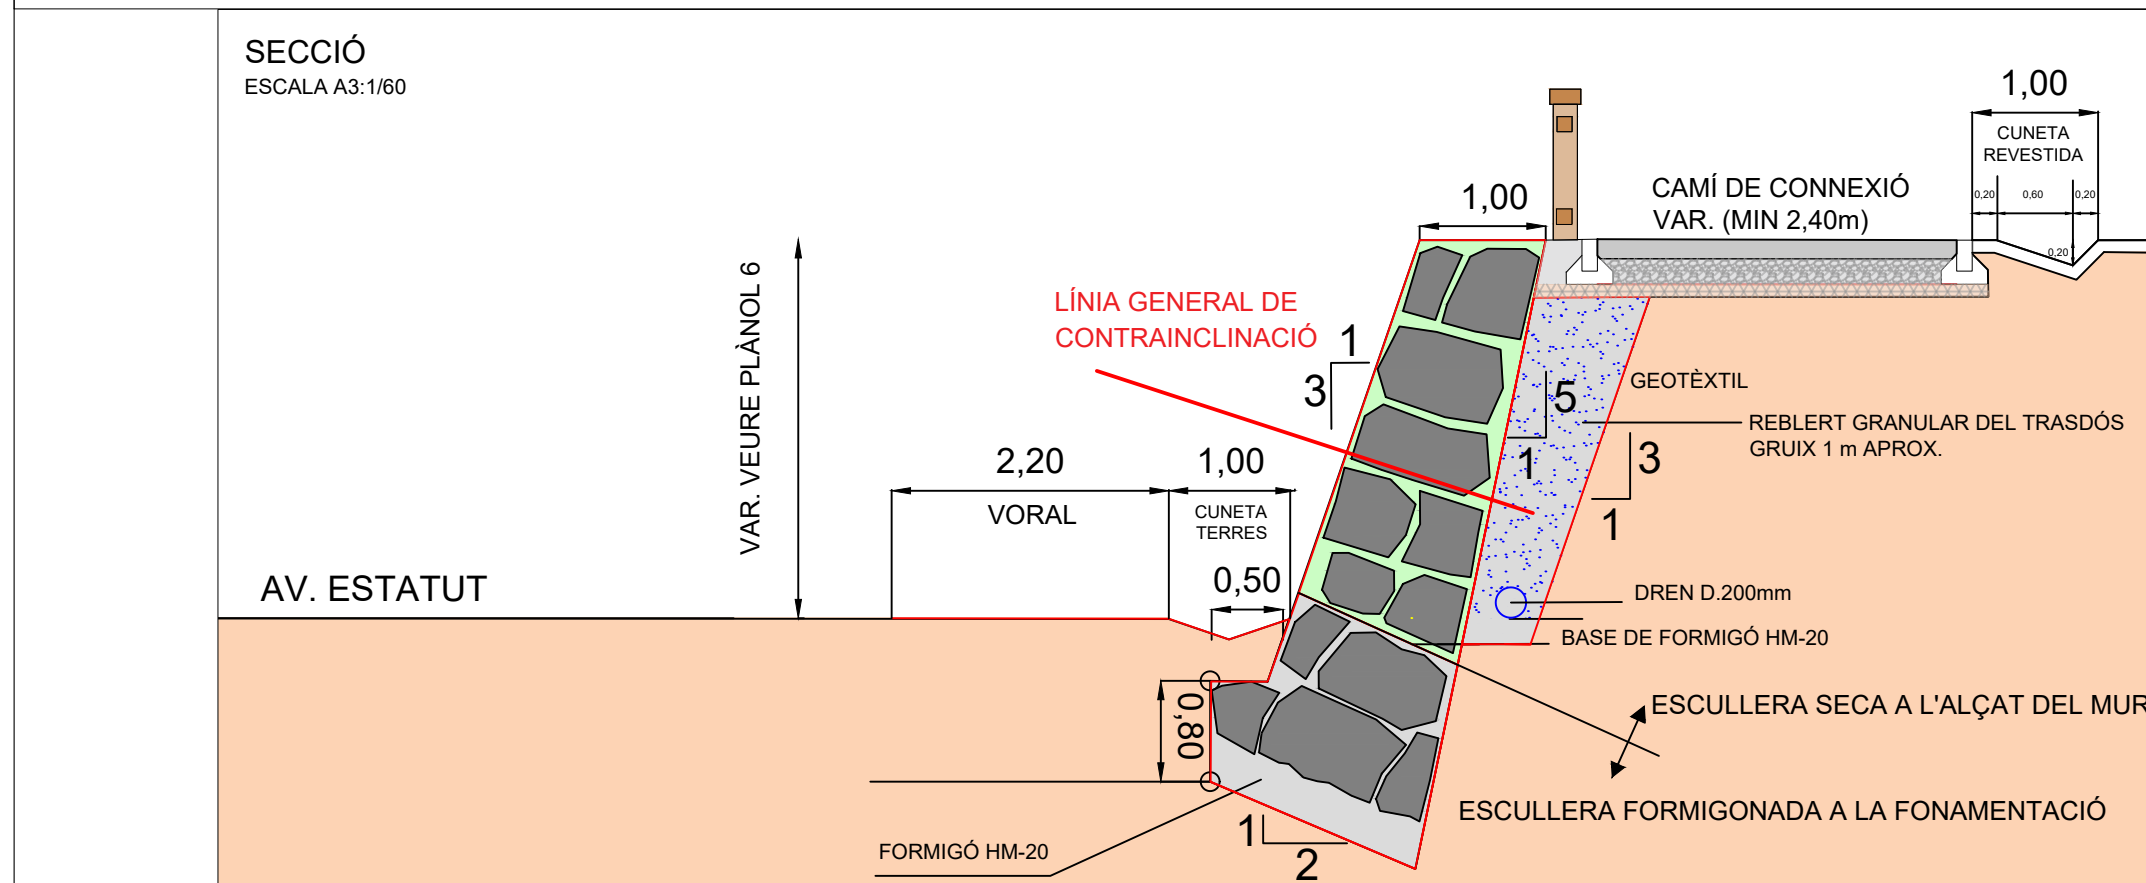 SECCIÓ
ESCALA A3:1/60
1,00
CUNETA
REVESTIDA
0,20
0,60
0,20
0,20
CAMÍ DE CONNEXIÓ
VAR. (MIN 2,40m)
1,00
VAR. VEURE PLÀNOL 6
LÍNIA GENERAL DE
CONTRAINCLINACIÓ
1
3
5
1
GEOTÈXTIL
REBLERT GRANULAR DEL TRASDÓS
GRUIX 1 m APROX.
3
1
2,20
VORAL
1,00
CUNETA
TERRES
0,50
AV. ESTATUT
DREN D.200mm
BASE DE FORMIGÓ HM-20
0,80
ESCULLERA SECA A L'ALÇAT DEL MUR
ESCULLERA FORMIGONADA A LA FONAMENTACIÓ
1
2
FORMIGÓ HM-20